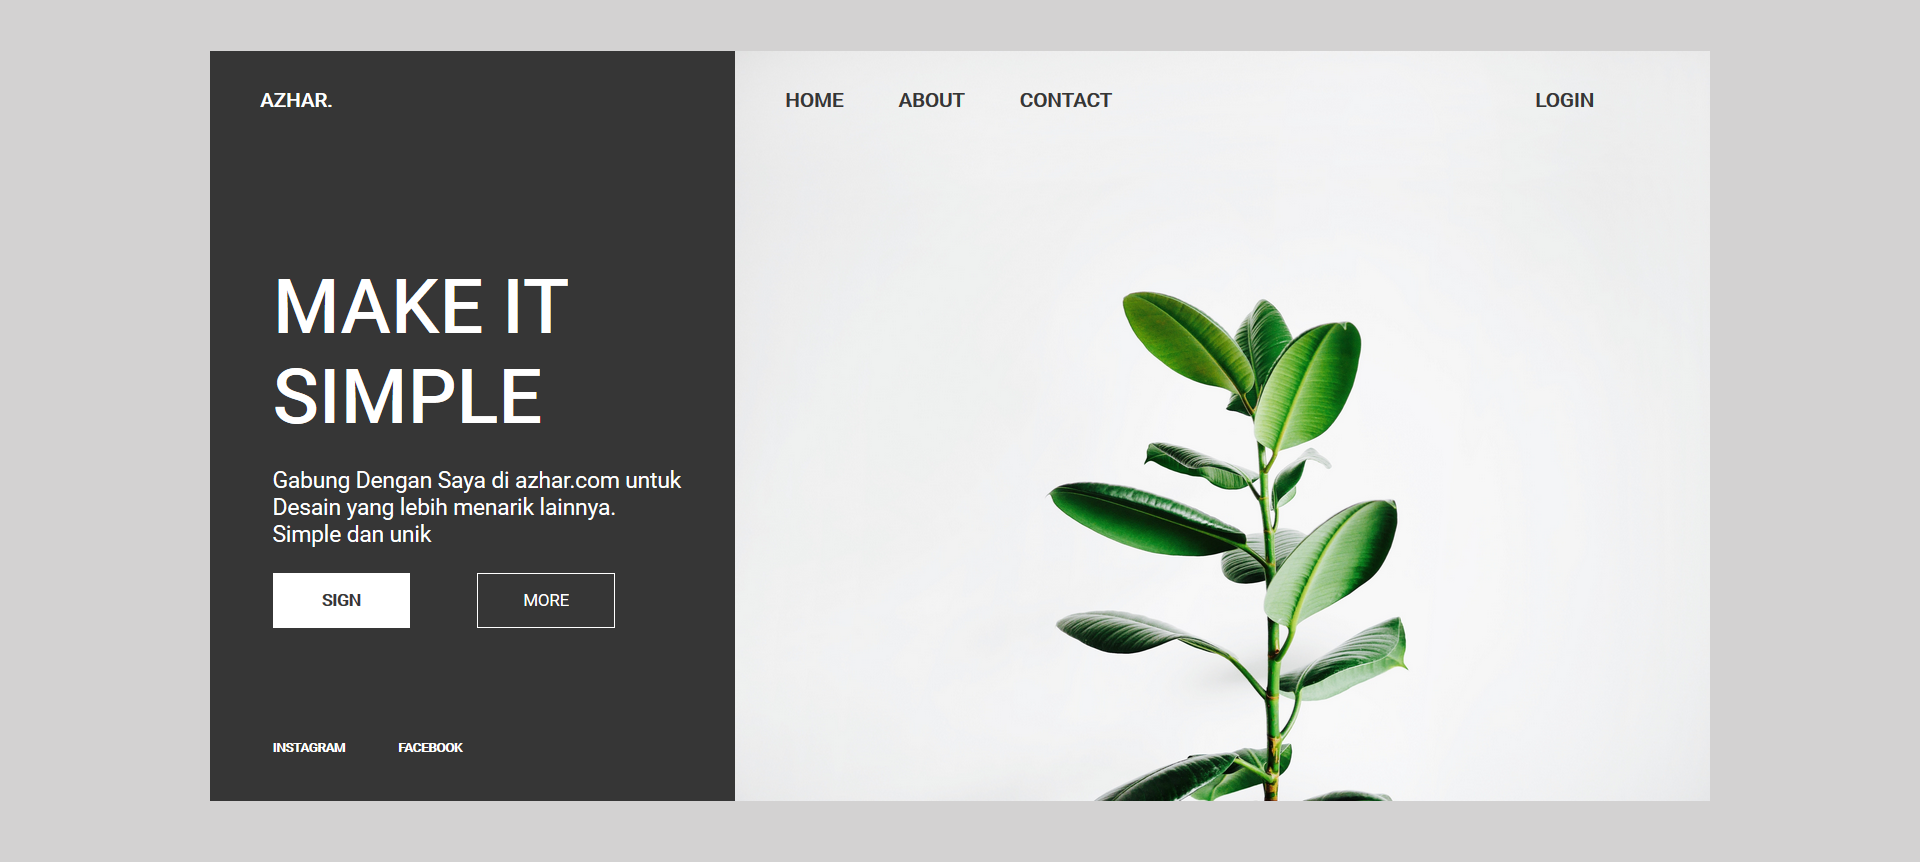 AZHAR.
HOME ABOUT CONTACT LOGIN
MAKE IT
SIMPLE
Gabung Dengan Saya di azhar.com untuk
Desain yang lebih menarik lainnya.
Simple dan unik
SIGN MORE
INSTAGRAM FACEBOOK